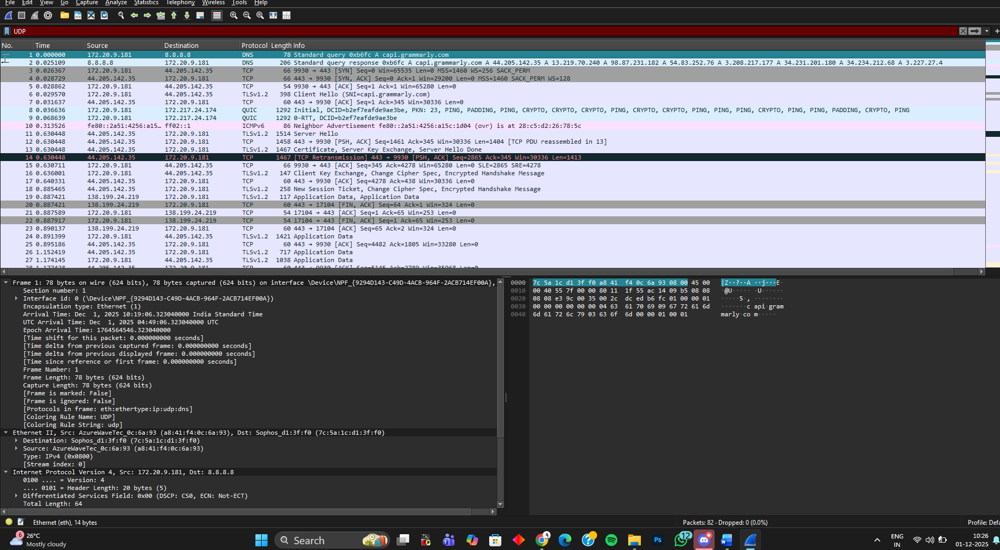 File Edit View Go Capture Analyze Statistics Telephony Wireless Tools Help
UDP
No. Time Source Destination Protocol Length Info
1 0.000000 172.20.9.181 8.8.8.8 DNS 78 Standard query 0xb6fc A capi.grammarly.com
2 0.025109 8.8.8.8 172.20.9.181 DNS 206 Standard query response 0xb6fc A capi.grammarly.com A 44.205.142.35 A 13.219.70.240 A 98.87.231.182 A 54.83.252.76 A 3.208.217.177 A 34.231.201.180 A 34.234.212.68 A 3.227.27.4
3 0.026367 172.20.9.181 44.205.142.35 TCP 66 9930 → 443 [SYN] Seq=0 Win=65535 Len=0 MSS=1460 WS=256 SACK_PERM
4 0.028729 44.205.142.35 172.20.9.181 TCP 66 443 → 9930 [SYN, ACK] Seq=0 Ack=1 Win=29200 Len=0 MSS=1460 SACK_PERM WS=128
5 0.028862 172.20.9.181 44.205.142.35 TCP 54 9930 → 443 [ACK] Seq=1 Ack=1 Win=65280 Len=0
6 0.029570 172.20.9.181 44.205.142.35 TLSv1.2 398 Client Hello (SNI=capi.grammarly.com)
7 0.031637 44.205.142.35 172.20.9.181 TCP 60 443 → 9930 [ACK] Seq=1 Ack=345 Win=30336 Len=0
8 0.036636 172.20.9.181 172.217.24.174 QUIC 1292 Initial, DCID=b2ef7eafde9ae3be, PKN: 23, PING, PADDING, PING, CRYPTO, CRYPTO, CRYPTO, PING, CRYPTO, CRYPTO, PING, PING, PING, CRYPTO, PING, PING, PADDING, CRYPTO, PING
9 0.068639 172.20.9.181 172.217.24.174 QUIC 1292 0-RTT, DCID=b2ef7eafde9ae3be
10 0.313526 fe80::2a51:4256:a15… ff02::1 ICMPv6 86 Neighbor Advertisement fe80::2a51:4256:a15c:1d04 (ovr) is at 28:c5:d2:26:78:5c
11 0.630448 44.205.142.35 172.20.9.181 TLSv1.2 1514 Server Hello
12 0.630448 44.205.142.35 172.20.9.181 TCP 1458 443 → 9930 [PSH, ACK] Seq=1461 Ack=345 Win=30336 Len=1404 [TCP PDU reassembled in 13]
13 0.630448 44.205.142.35 172.20.9.181 TLSv1.2 1467 Certificate, Server Key Exchange, Server Hello Done
14 0.630448 44.205.142.35 172.20.9.181 TCP 1467 [TCP Retransmission] 443 → 9930 [PSH, ACK] Seq=2865 Ack=345 Win=30336 Len=1413
15 0.630711 172.20.9.181 44.205.142.35 TCP 66 9930 → 443 [ACK] Seq=345 Ack=4278 Win=65280 Len=0 SLE=2865 SRE=4278
16 0.636001 172.20.9.181 44.205.142.35 TLSv1.2 147 Client Key Exchange, Change Cipher Spec, Encrypted Handshake Message
17 0.640331 44.205.142.35 172.20.9.181 TCP 60 443 → 9930 [ACK] Seq=4278 Ack=438 Win=30336 Len=0
18 0.885465 44.205.142.35 172.20.9.181 TLSv1.2 258 New Session Ticket, Change Cipher Spec, Encrypted Handshake Message
19 0.887421 138.199.24.219 172.20.9.181 TLSv1.2 117 Application Data, Application Data
20 0.887421 138.199.24.219 172.20.9.181 TCP 60 443 → 17104 [FIN, ACK] Seq=64 Ack=1 Win=324 Len=0
21 0.887589 172.20.9.181 138.199.24.219 TCP 54 17104 → 443 [ACK] Seq=1 Ack=65 Win=253 Len=0
22 0.887917 172.20.9.181 138.199.24.219 TCP 54 17104 → 443 [FIN, ACK] Seq=1 Ack=65 Win=253 Len=0
23 0.890137 138.199.24.219 172.20.9.181 TCP 60 443 → 17104 [ACK] Seq=65 Ack=2 Win=324 Len=0
24 0.891399 172.20.9.181 44.205.142.35 TLSv1.2 1421 Application Data
25 0.895186 44.205.142.35 172.20.9.181 TCP 60 443 → 9930 [ACK] Seq=4482 Ack=1805 Win=33280 Len=0
26 1.152419 44.205.142.35 172.20.9.181 TLSv1.2 717 Application Data
27 1.174145 172.20.9.181 44.205.142.35 TLSv1.2 1038 Application Data
28 1.177428 44.205.142.35 172.20.9.181 TCP 60 443 → 9930 [ACK] Seq=5145 Ack=2789 Win=35968 Len=0
Frame 1: 78 bytes on wire (624 bits), 78 bytes captured (624 bits) on interface \Device\NPF_{9294D143-C49D-4ACB-964F-2ACB714EF00A},
Section number: 1
Interface id: 0 (\Device\NPF_{9294D143-C49D-4ACB-964F-2ACB714EF00A})
Encapsulation type: Ethernet (1)
Arrival Time: Dec  1, 2025 10:19:06.323040000 India Standard Time
UTC Arrival Time: Dec  1, 2025 04:49:06.323040000 UTC
Epoch Arrival Time: 1764564546.323040000
[Time shift for this packet: 0.000000000 seconds]
[Time delta from previous captured frame: 0.000000000 seconds]
[Time delta from previous displayed frame: 0.000000000 seconds]
[Time since reference or first frame: 0.000000000 seconds]
Frame Number: 1
Frame Length: 78 bytes (624 bits)
Capture Length: 78 bytes (624 bits)
[Frame is marked: False]
[Frame is ignored: False]
[Protocols in frame: eth:ethertype:ip:udp:dns]
[Coloring Rule Name: UDP]
[Coloring Rule String: udp]
Ethernet II, Src: AzureWaveTec_0c:6a:93 (a8:41:f4:0c:6a:93), Dst: Sophos_d1:3f:f0 (7c:5a:1c:d1:3f:f0)
Destination: Sophos_d1:3f:f0 (7c:5a:1c:d1:3f:f0)
Source: AzureWaveTec_0c:6a:93 (a8:41:f4:0c:6a:93)
Type: IPv4 (0x0800)
[Stream index: 0]
Internet Protocol Version 4, Src: 172.20.9.181, Dst: 8.8.8.8
0100 .... = Version: 4
.... 0101 = Header Length: 20 bytes (5)
Differentiated Services Field: 0x00 (DSCP: CS0, ECN: Not-ECT)
Total Length: 64
0000 7c 5a 1c d1 3f f0 a8 41 f4 0c 6a 93 08 00 45 00 |Z··?··A ··j···E·
0010 00 40 55 7f 00 00 80 11 1f 55 ac 14 09 b5 08 08 ·@U····· ·U······
0020 08 08 e3 9c 00 35 00 2c dc ed b6 fc 01 00 00 01 ·····5·, ········
0030 00 00 00 00 00 00 04 63 61 70 69 09 67 72 61 6d ·······c api·gram
0040 6d 61 72 6c 79 03 63 6f 6d 00 00 01 00 01 marly·co m·····
Ethernet (eth), 14 bytes
Packets: 82 · Dropped: 0 (0.0%)
Profile: Defa
6
26°C
Mostly cloudy
Search
4
Ps
12
ENG
IN
10:26
01-12-2025